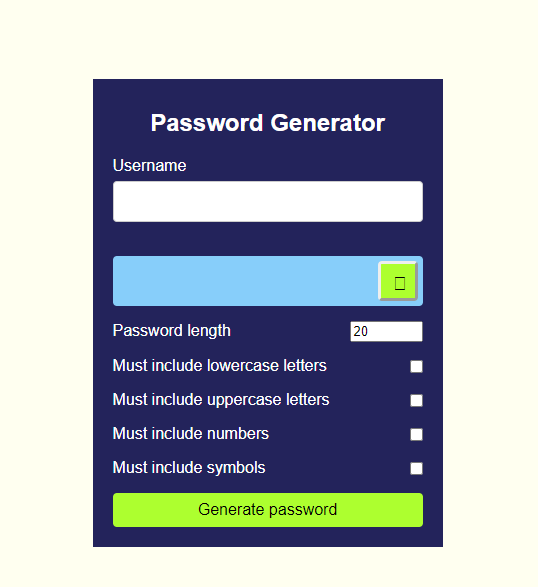 Password Generator
Username
Password length
20
Must include lowercase letters
Must include uppercase letters
Must include numbers
Must include symbols
Generate password